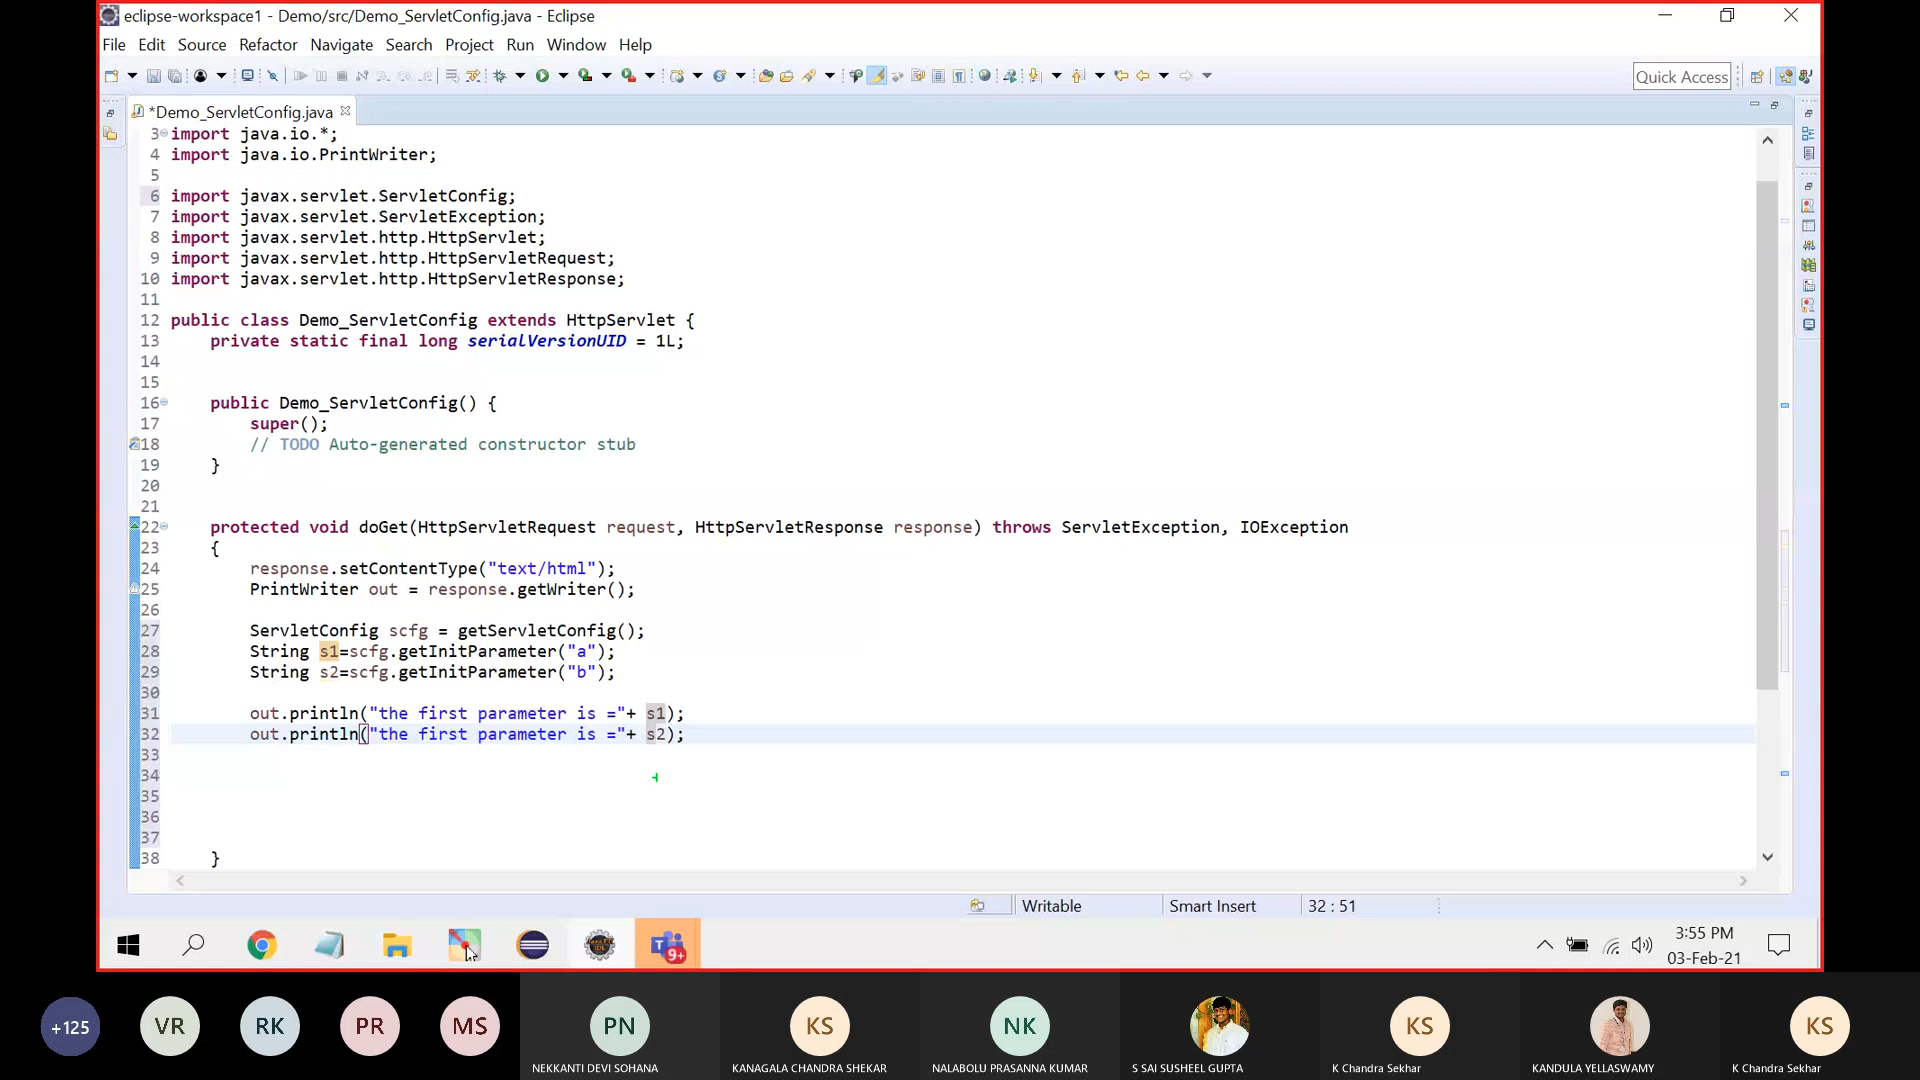 eclipse-workspace1 - Demo/src/Demo_ServletConfig.java - Eclipse
File Edit Source Refactor Navigate Search Project Run Window Help
Quick Access
*Demo_ServletConfig.java
3 import java.io.*;
4 import java.io.PrintWriter;
5
6 import javax.servlet.ServletConfig;
7 import javax.servlet.ServletException;
8 import javax.servlet.http.HttpServlet;
9 import javax.servlet.http.HttpServletRequest;
10 import javax.servlet.http.HttpServletResponse;
11
12 public class Demo_ServletConfig extends HttpServlet {
13 private static final long serialVersionUID = 1L;
14
15
16 public Demo_ServletConfig() {
17 super();
18 // TODO Auto-generated constructor stub
19 }
20
21
22 protected void doGet(HttpServletRequest request, HttpServletResponse response) throws ServletException, IOException
23 {
24 response.setContentType("text/html");
25 PrintWriter out = response.getWriter();
26
27 ServletConfig scfg = getServletConfig();
28 String s1=scfg.getInitParameter("a");
29 String s2=scfg.getInitParameter("b");
30
31 out.println("the first parameter is ="+ s1);
32 out.println("the first parameter is ="+ s2);
33
34
35
36
37
38 }
Writable Smart Insert 32 : 51
9+
3:55 PM
03-Feb-21
+125 VR RK PR MS PN KS NK KS KS
NEKKANTI DEVI SOHANA KANAGALA CHANDRA SHEKAR NALABOLU PRASANNA KUMAR S SAI SUSHEEL GUPTA K Chandra Sekhar KANDULA YELLASWAMY K Chandra Sekhar